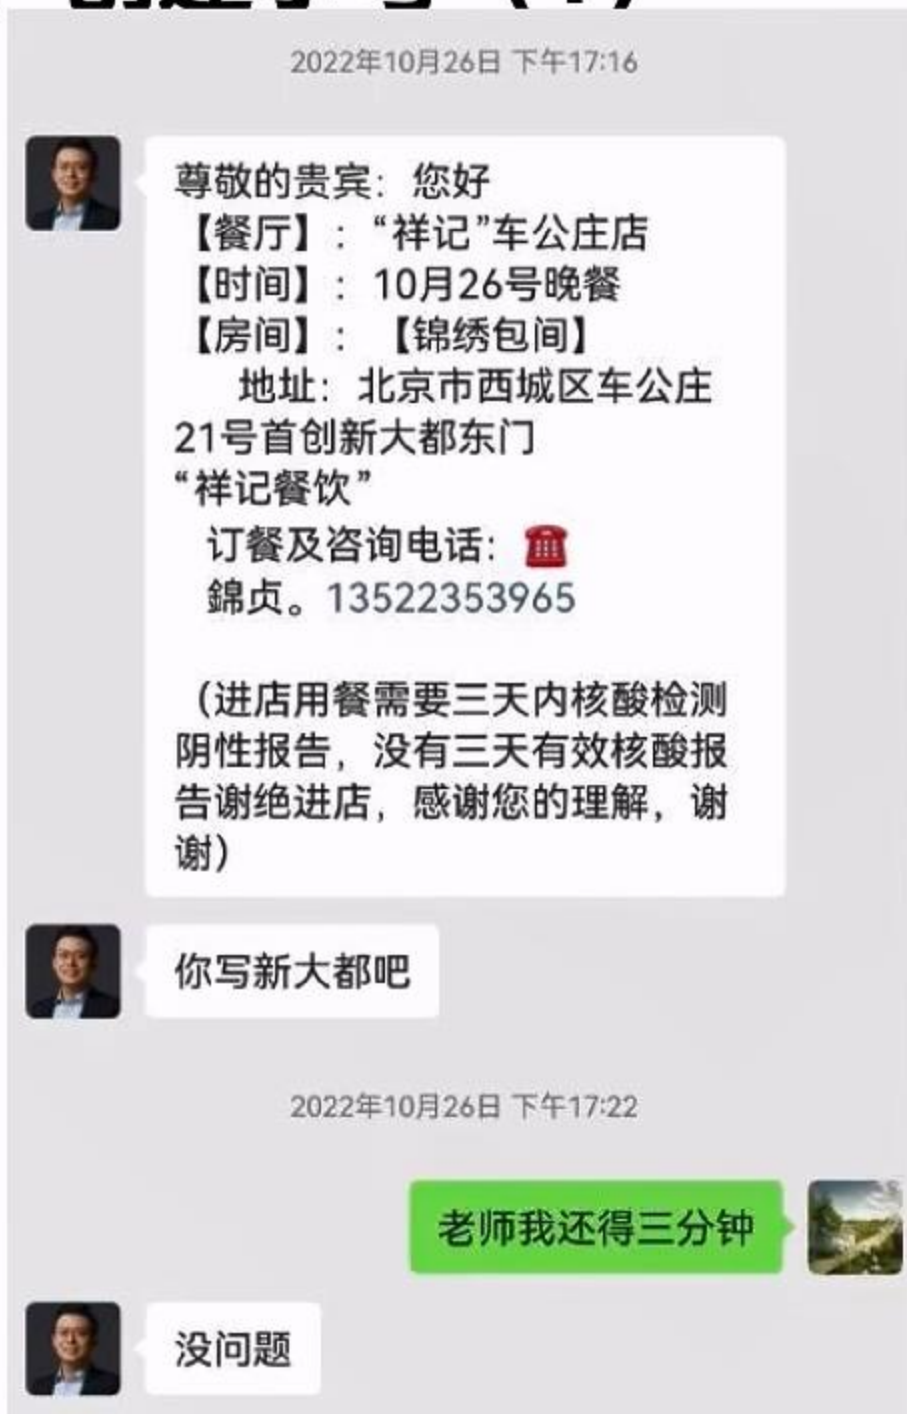 2022年10月26日 下午17:16
尊敬的贵宾：您好
【餐厅】：“祥记”车公庄店
【时间】：10月26号晚餐
【房间】：【锦绣包间】
地址：北京市西城区车公庄
21号首创新大都东门
“祥记餐饮”
订餐及咨询电话：☎️
錦贞。13522353965
（进店用餐需要三天内核酸检测
阴性报告，没有三天有效核酸报
告谢绝进店，感谢您的理解，谢
谢）
你写新大都吧
2022年10月26日 下午17:22
老师我还得三分钟
没问题